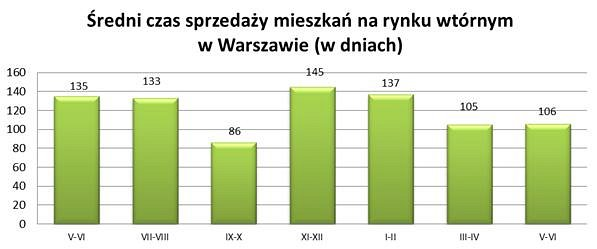 Średni czas sprzedaży mieszkań na rynku wtórnym
w Warszawie (w dniach)
160
140
120
100
80
60
40
20
0
135
133
86
145
137
105
106
V-VI
VII-VIII
IX-X
XI-XII
I-II
III-IV
V-VI